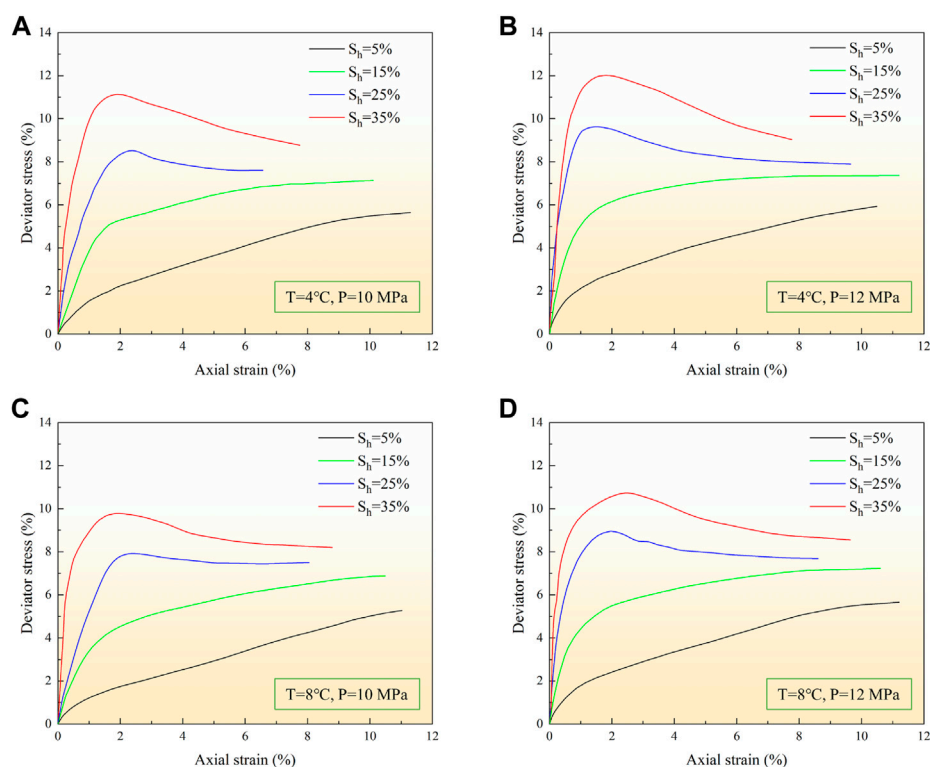 A
14
12
10
8
6
4
2
0
Deviator stress (%)
S_h=5%
S_h=15%
S_h=25%
S_h=35%
T=4℃, P=10 MPa
0 2 4 6 8 10 12
Axial strain (%)
B
14
12
10
8
6
4
2
0
Deviator stress (%)
S_h=5%
S_h=15%
S_h=25%
S_h=35%
T=4℃, P=12 MPa
0 2 4 6 8 10 12
Axial strain (%)
C
14
12
10
8
6
4
2
0
Deviator stress (%)
S_h=5%
S_h=15%
S_h=25%
S_h=35%
T=8℃, P=10 MPa
0 2 4 6 8 10 12
Axial strain (%)
D
14
12
10
8
6
4
2
0
Deviator stress (%)
S_h=5%
S_h=15%
S_h=25%
S_h=35%
T=8℃, P=12 MPa
0 2 4 6 8 10 12
Axial strain (%)